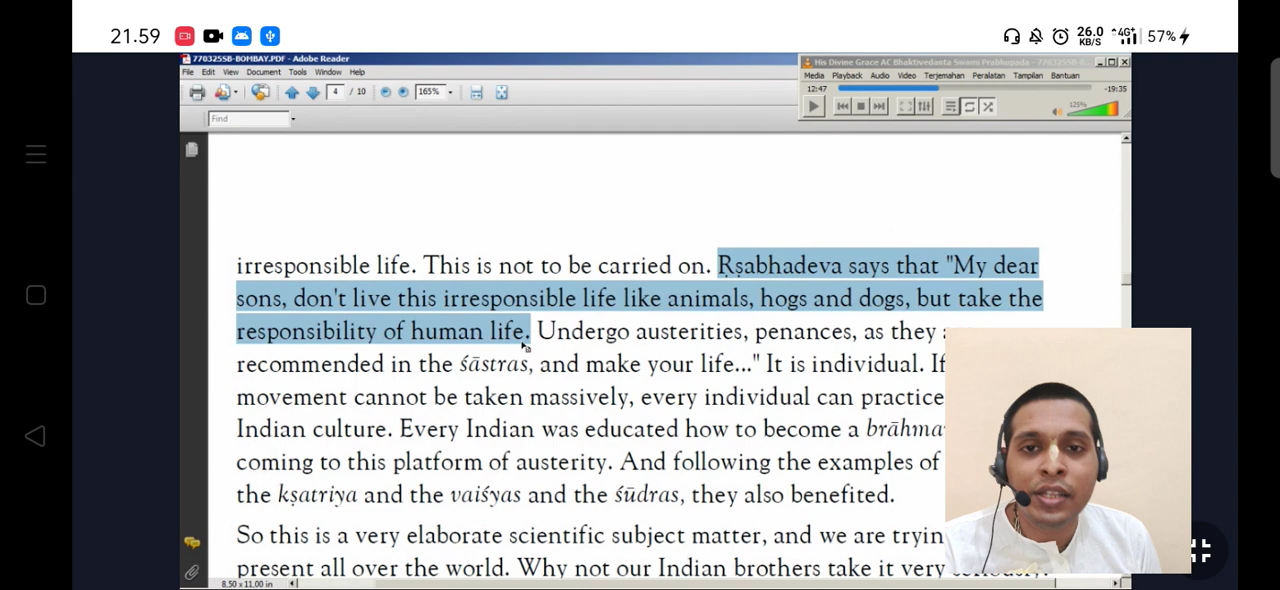 21.59
26.0
KB/S
4G+
57%
770325SB-BOMBAY.PDF - Adobe Reader
File Edit View Document Tools Window Help
4 / 10 165%
Find
His Divine Grace AC Bhaktivedanta Swami Prabhupada - 770325SB-B
Media Playback Audio Video Terjemahan Peralatan Tampilan Bantuan
12:47 -19:35
125%
irresponsible life. This is not to be carried on. Ṛṣabhadeva says that "My dear
sons, don't live this irresponsible life like animals, hogs and dogs, but take the
responsibility of human life. Undergo austerities, penances, as they
recommended in the śāstras, and make your life..." It is individual. If
movement cannot be taken massively, every individual can practice
Indian culture. Every Indian was educated how to become a brāhma
coming to this platform of austerity. And following the examples of
the kṣatriya and the vaiśyas and the śūdras, they also benefited.
So this is a very elaborate scientific subject matter, and we are tryin
present all over the world. Why not our Indian brothers take it very seriously.
8,50 x 11,00 in